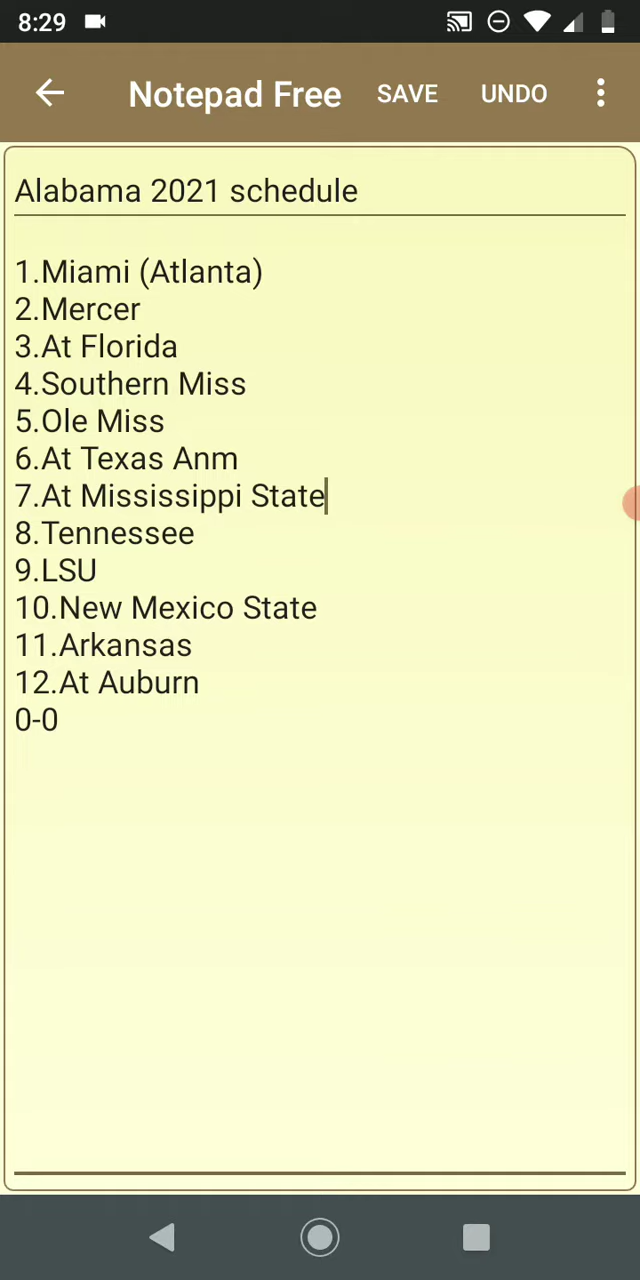 8:29
Notepad Free SAVE UNDO
Alabama 2021 schedule
1.Miami (Atlanta)
2.Mercer
3.At Florida
4.Southern Miss
5.Ole Miss
6.At Texas Anm
7.At Mississippi State
8.Tennessee
9.LSU
10.New Mexico State
11.Arkansas
12.At Auburn
0-0